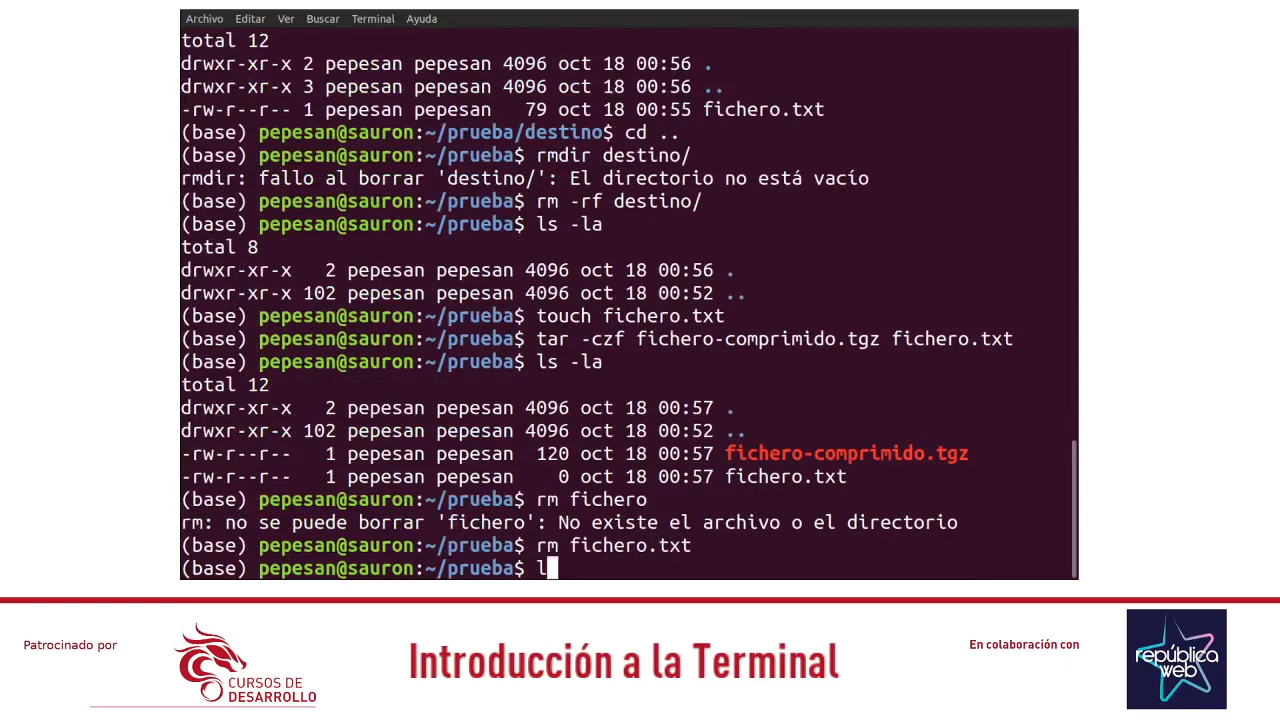 Archivo Editar Ver Buscar Terminal Ayuda
total 12
drwxr-xr-x 2 pepesan pepesan 4096 oct 18 00:56 .
drwxr-xr-x 3 pepesan pepesan 4096 oct 18 00:56 ..
-rw-r--r-- 1 pepesan pepesan   79 oct 18 00:55 fichero.txt
(base) pepesan@sauron:~/prueba/destino$ cd ..
(base) pepesan@sauron:~/prueba$ rmdir destino/
rmdir: fallo al borrar 'destino/': El directorio no está vacío
(base) pepesan@sauron:~/prueba$ rm -rf destino/
(base) pepesan@sauron:~/prueba$ ls -la
total 8
drwxr-xr-x   2 pepesan pepesan 4096 oct 18 00:56 .
drwxr-xr-x 102 pepesan pepesan 4096 oct 18 00:52 ..
(base) pepesan@sauron:~/prueba$ touch fichero.txt
(base) pepesan@sauron:~/prueba$ tar -czf fichero-comprimido.tgz fichero.txt
(base) pepesan@sauron:~/prueba$ ls -la
total 12
drwxr-xr-x   2 pepesan pepesan 4096 oct 18 00:57 .
drwxr-xr-x 102 pepesan pepesan 4096 oct 18 00:52 ..
-rw-r--r--   1 pepesan pepesan  120 oct 18 00:57 fichero-comprimido.tgz
-rw-r--r--   1 pepesan pepesan    0 oct 18 00:57 fichero.txt
(base) pepesan@sauron:~/prueba$ rm fichero
rm: no se puede borrar 'fichero': No existe el archivo o el directorio
(base) pepesan@sauron:~/prueba$ rm fichero.txt
(base) pepesan@sauron:~/prueba$ l
Patrocinado por
CURSOS DE
DESARROLLO
Introducción a la Terminal
En colaboración con
república
web